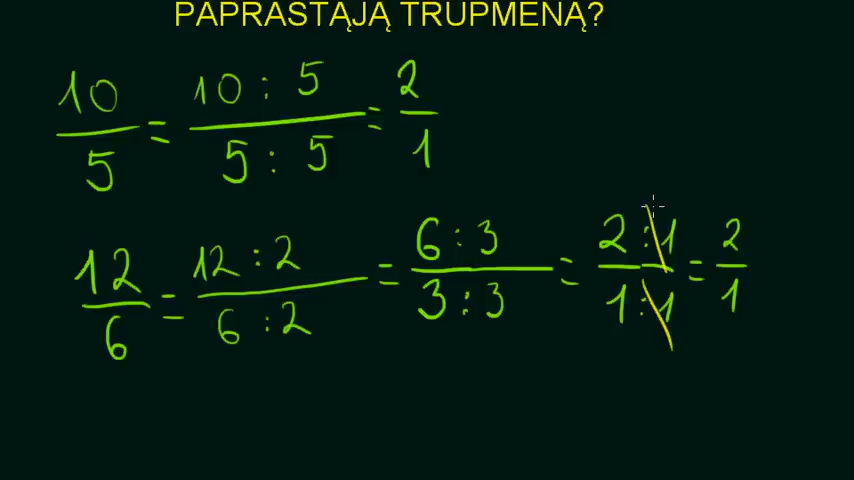 PAPRASTĄJĄ TRUPMENĄ?
10/5 = 10 : 5/5 : 5 = 2/1
12/6 = 12 : 2/6 : 2 = 6 : 3/3 : 3 = 2 : 1/1 : 1 = 2/1